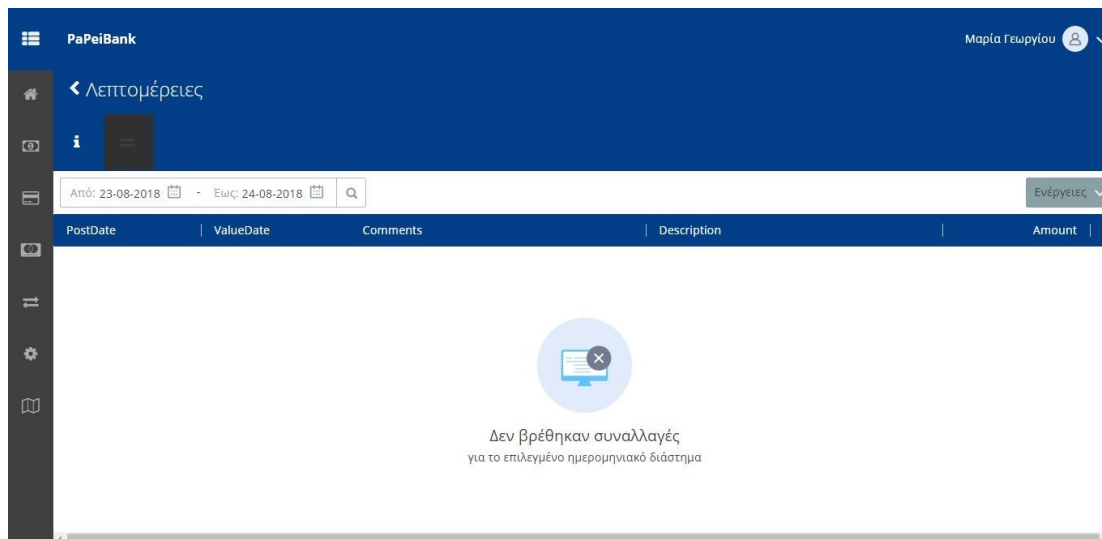 PaPeiBank
Μαρία Γεωργίου
Λεπτομέρειες
Από: 23-08-2018 - Έως: 24-08-2018
Ενέργειες
PostDate ValueDate Comments Description Amount
Δεν βρέθηκαν συναλλαγές
για το επιλεγμένο ημερομηνιακό διάστημα